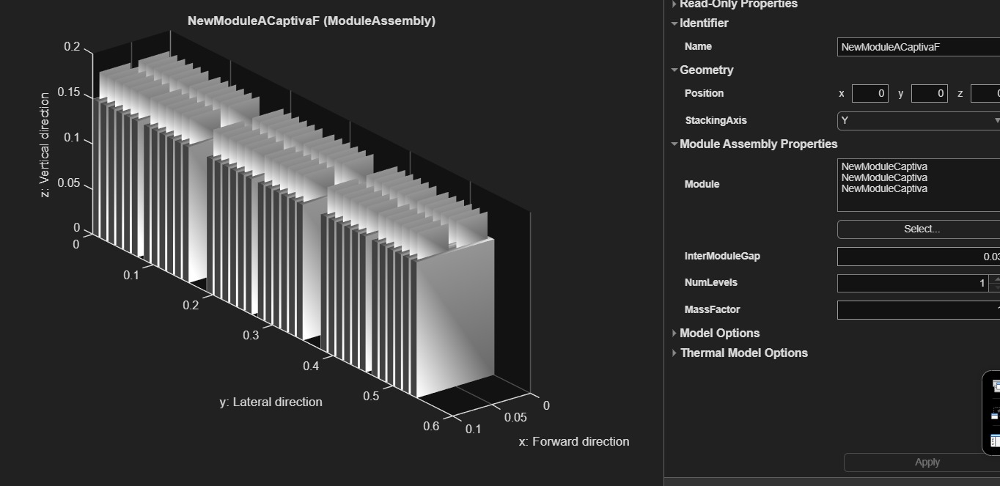 NewModuleACaptivaF (ModuleAssembly)
0.2
0.15
0.1
0.05
0
z: Vertical direction
0
0.1
0.2
0.3
0.4
0.5
0.6
y: Lateral direction
0.1
0.05
0
x: Forward direction
Read-Only Properties
Identifier
Name NewModuleACaptivaF
Geometry
Position x 0 y 0 z
StackingAxis Y
Module Assembly Properties
Module
NewModuleCaptiva
NewModuleCaptiva
NewModuleCaptiva
Select...
InterModuleGap
NumLevels 1
MassFactor
Model Options
Thermal Model Options
Apply